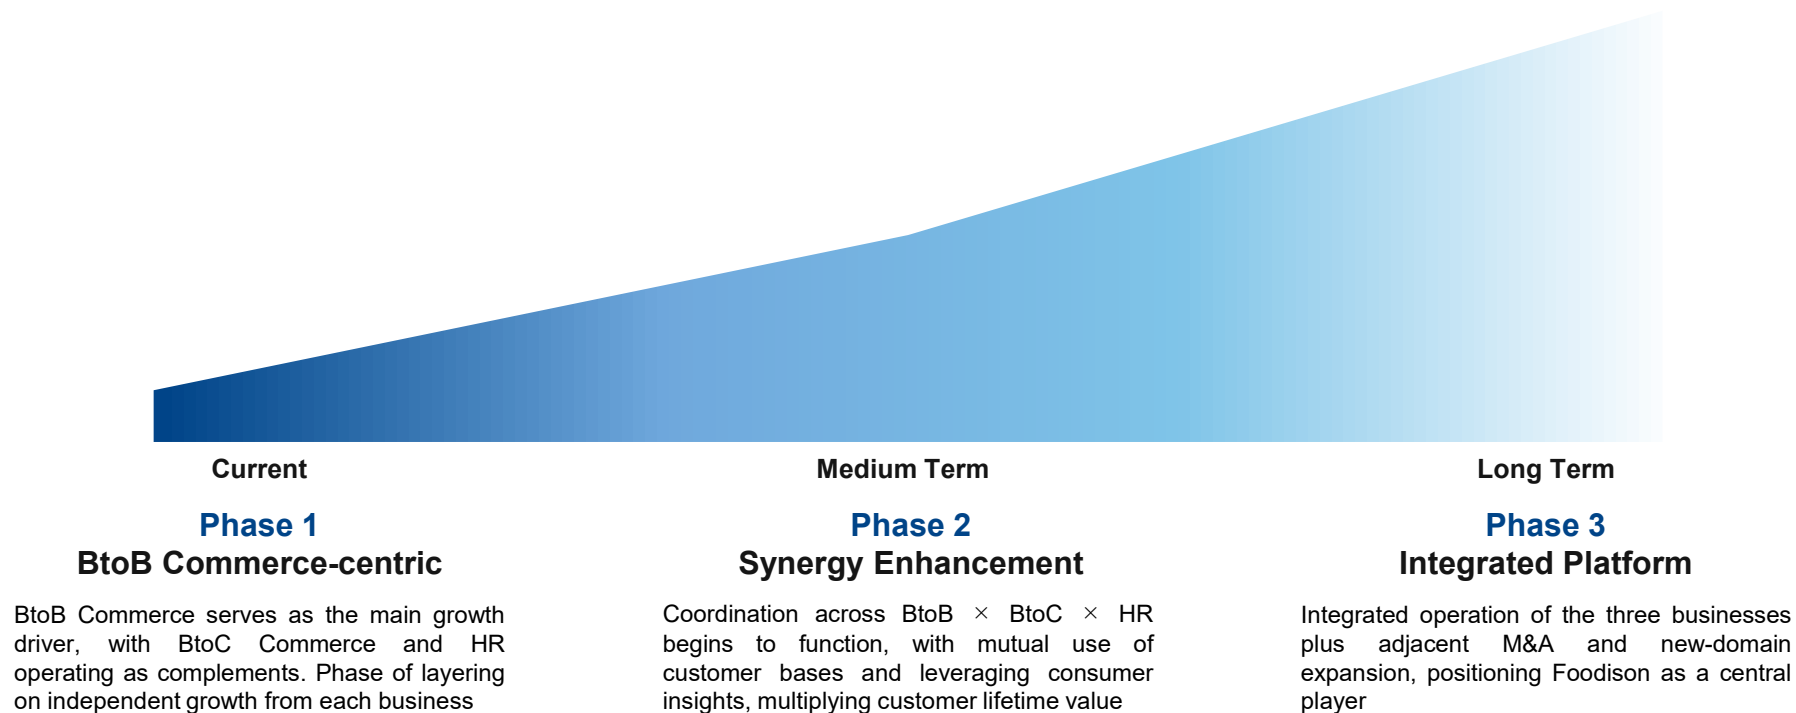 Current
Phase 1
BtoB Commerce-centric
BtoB Commerce serves as the main growth
driver, with BtoC Commerce and HR
operating as complements. Phase of layering
on independent growth from each business
Medium Term
Phase 2
Synergy Enhancement
Coordination across BtoB × BtoC × HR
begins to function, with mutual use of
customer bases and leveraging consumer
insights, multiplying customer lifetime value
Long Term
Phase 3
Integrated Platform
Integrated operation of the three businesses
plus adjacent M&A and new-domain
expansion, positioning Foodison as a central
player